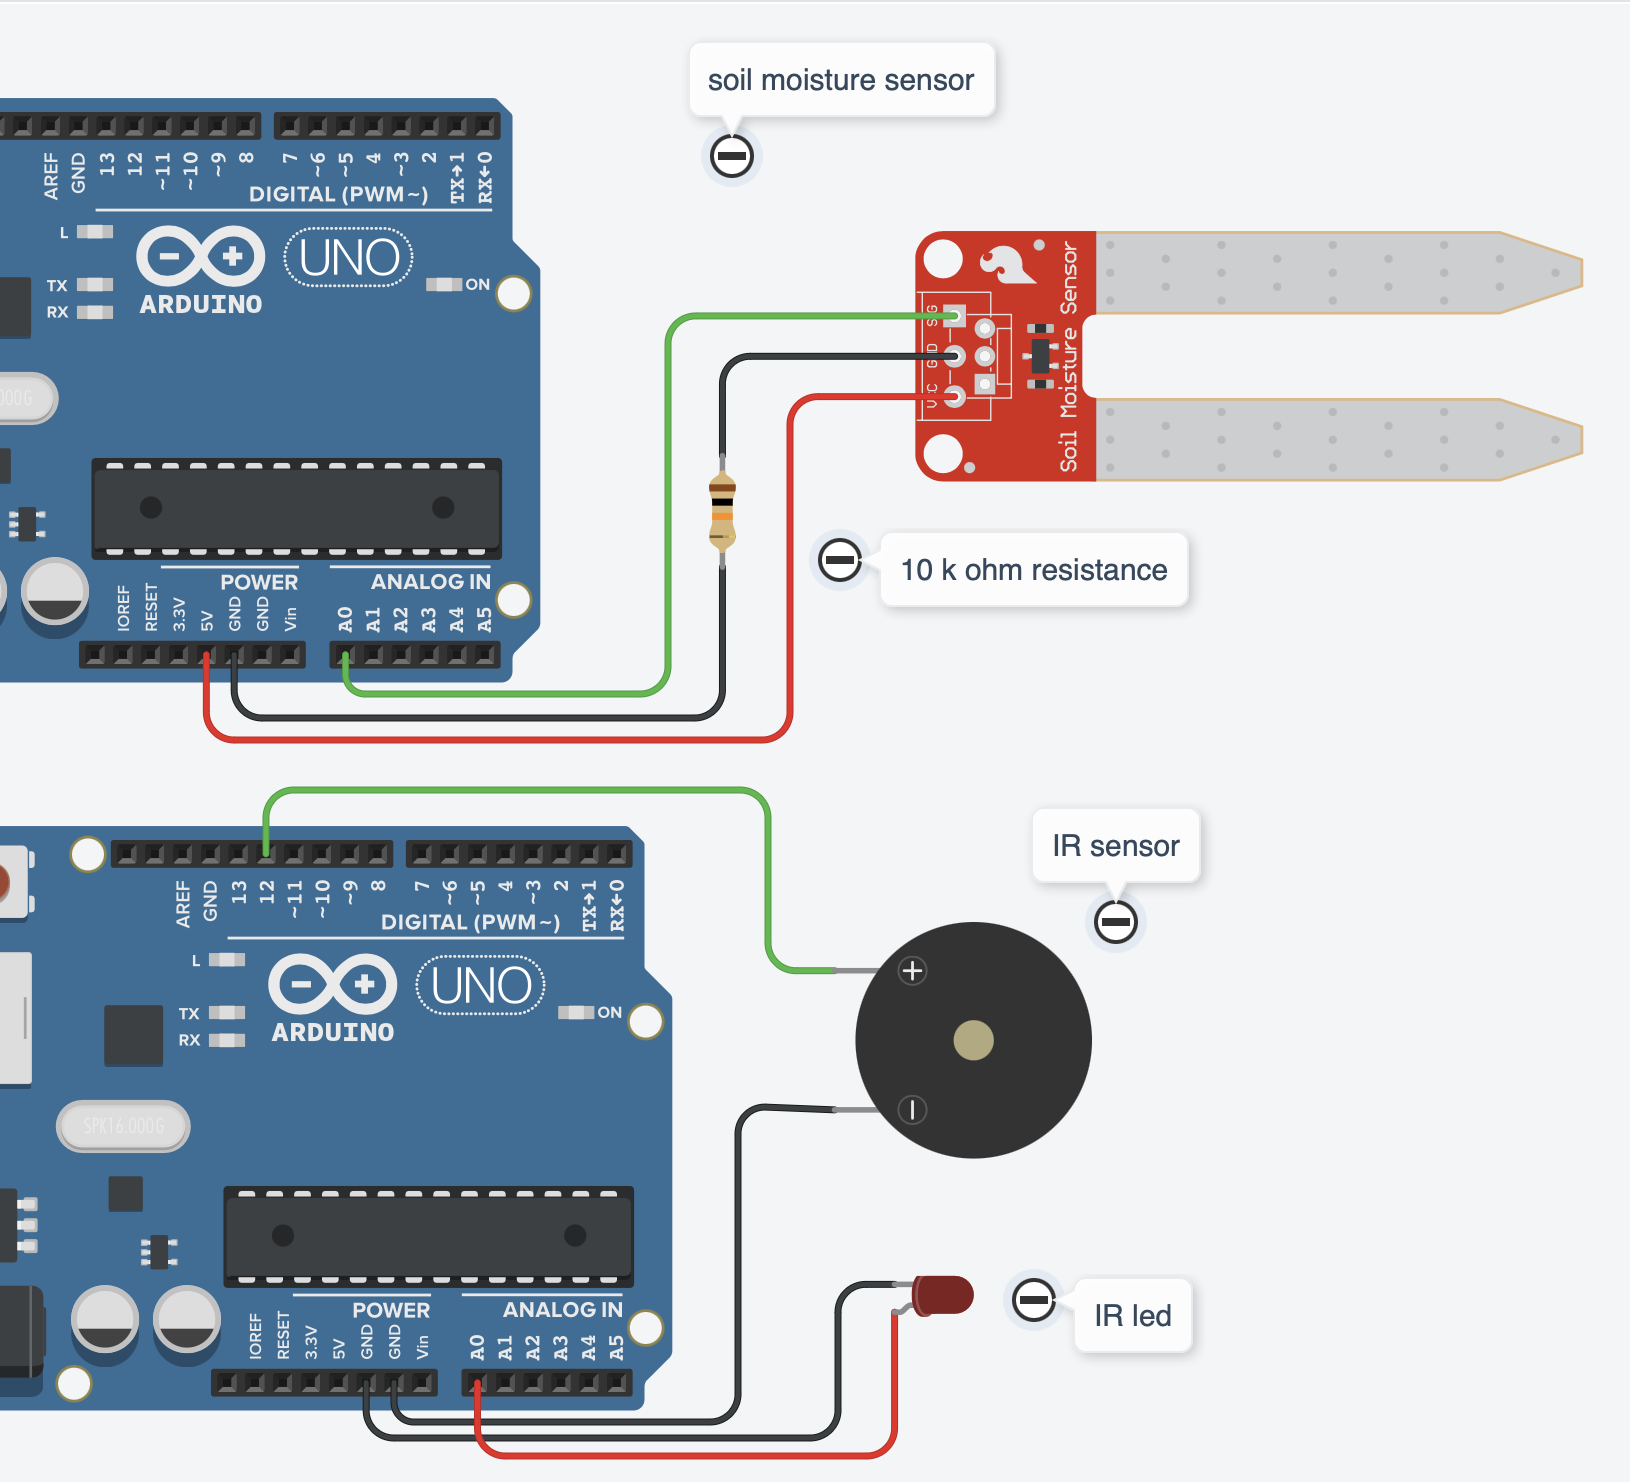 soil moisture sensor
AREF
GND
13
12
~11
~10
~9
8
7
~6
~5
4
~3
2
TX→1
RX←0
DIGITAL (PWM~)
L
TX
RX
UNO
ON
ARDUINO
SIG
GND
VCC
Soil Moisture Sensor
000G
10 k ohm resistance
POWER
ANALOG IN
IOREF
RESET
3.3V
5V
GND
GND
Vin
A0
A1
A2
A3
A4
A5
IR sensor
AREF
GND
13
12
~11
~10
~9
8
7
~6
~5
4
~3
2
TX→1
RX←0
DIGITAL (PWM~)
L
TX
RX
UNO
ON
ARDUINO
SPK16.000G
IR led
POWER
ANALOG IN
IOREF
RESET
3.3V
5V
GND
GND
Vin
A0
A1
A2
A3
A4
A5